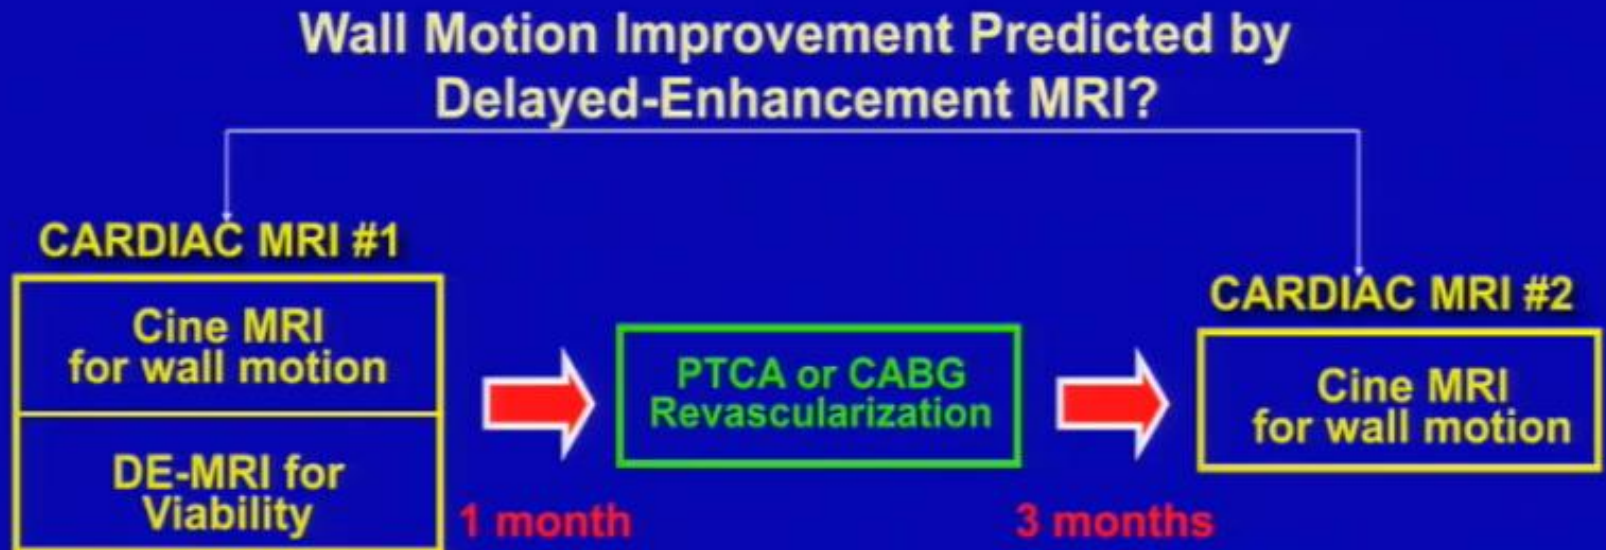 Wall Motion Improvement Predicted by
Delayed-Enhancement MRI?
CARDIAC MRI #1
Cine MRI
for wall motion
DE-MRI for
Viability
1 month
PTCA or CABG
Revascularization
3 months
CARDIAC MRI #2
Cine MRI
for wall motion